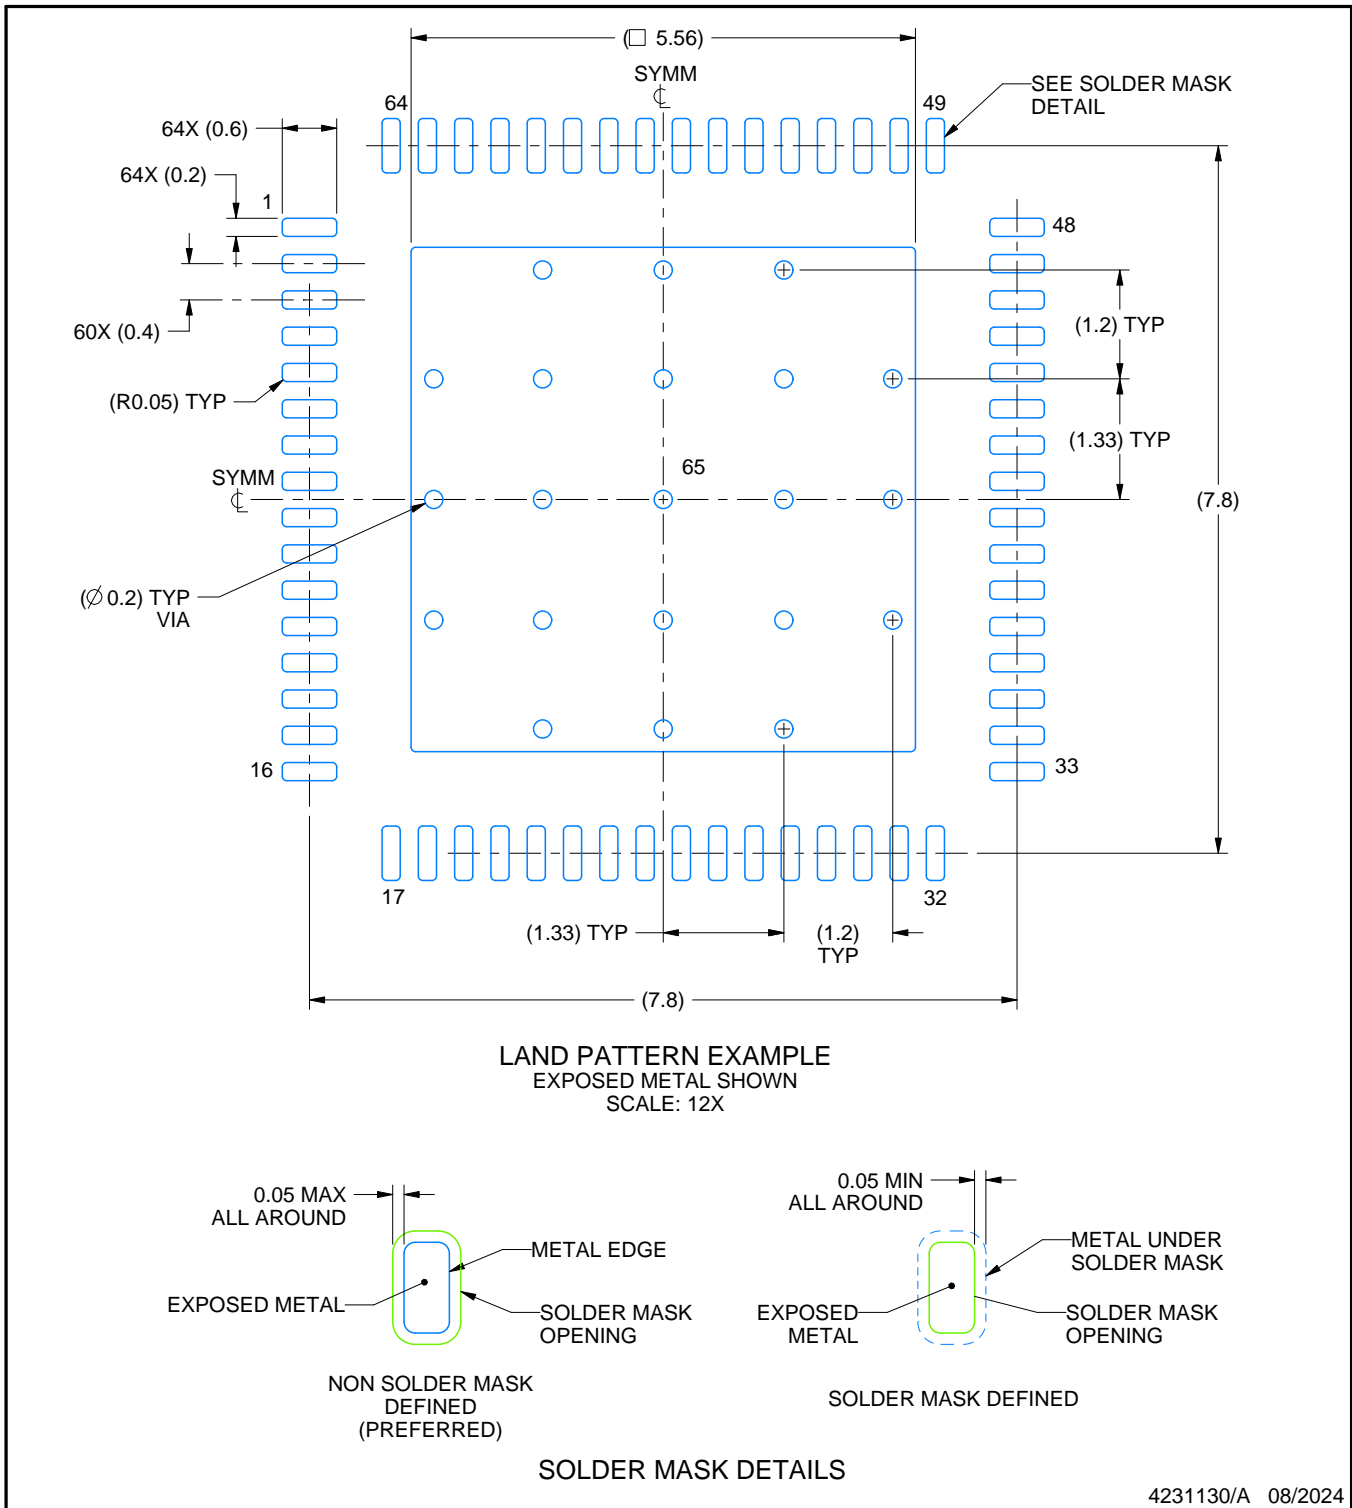 (□ 5.56)
SYMM
℄
64
49
SEE SOLDER MASK
DETAIL
64X (0.6)
64X (0.2)
1
48
60X (0.4)
(1.2) TYP
(R0.05) TYP
(1.33) TYP
65
SYMM
℄
(7.8)
(∅ 0.2) TYP
VIA
16
33
17
32
(1.33) TYP
(1.2)
TYP
(7.8)
LAND PATTERN EXAMPLE
EXPOSED METAL SHOWN
SCALE: 12X
0.05 MAX
ALL AROUND
METAL EDGE
EXPOSED METAL
SOLDER MASK
OPENING
NON SOLDER MASK
DEFINED
(PREFERRED)
0.05 MIN
ALL AROUND
METAL UNDER
SOLDER MASK
EXPOSED
METAL
SOLDER MASK
OPENING
SOLDER MASK DEFINED
SOLDER MASK DETAILS
4231130/A 08/2024